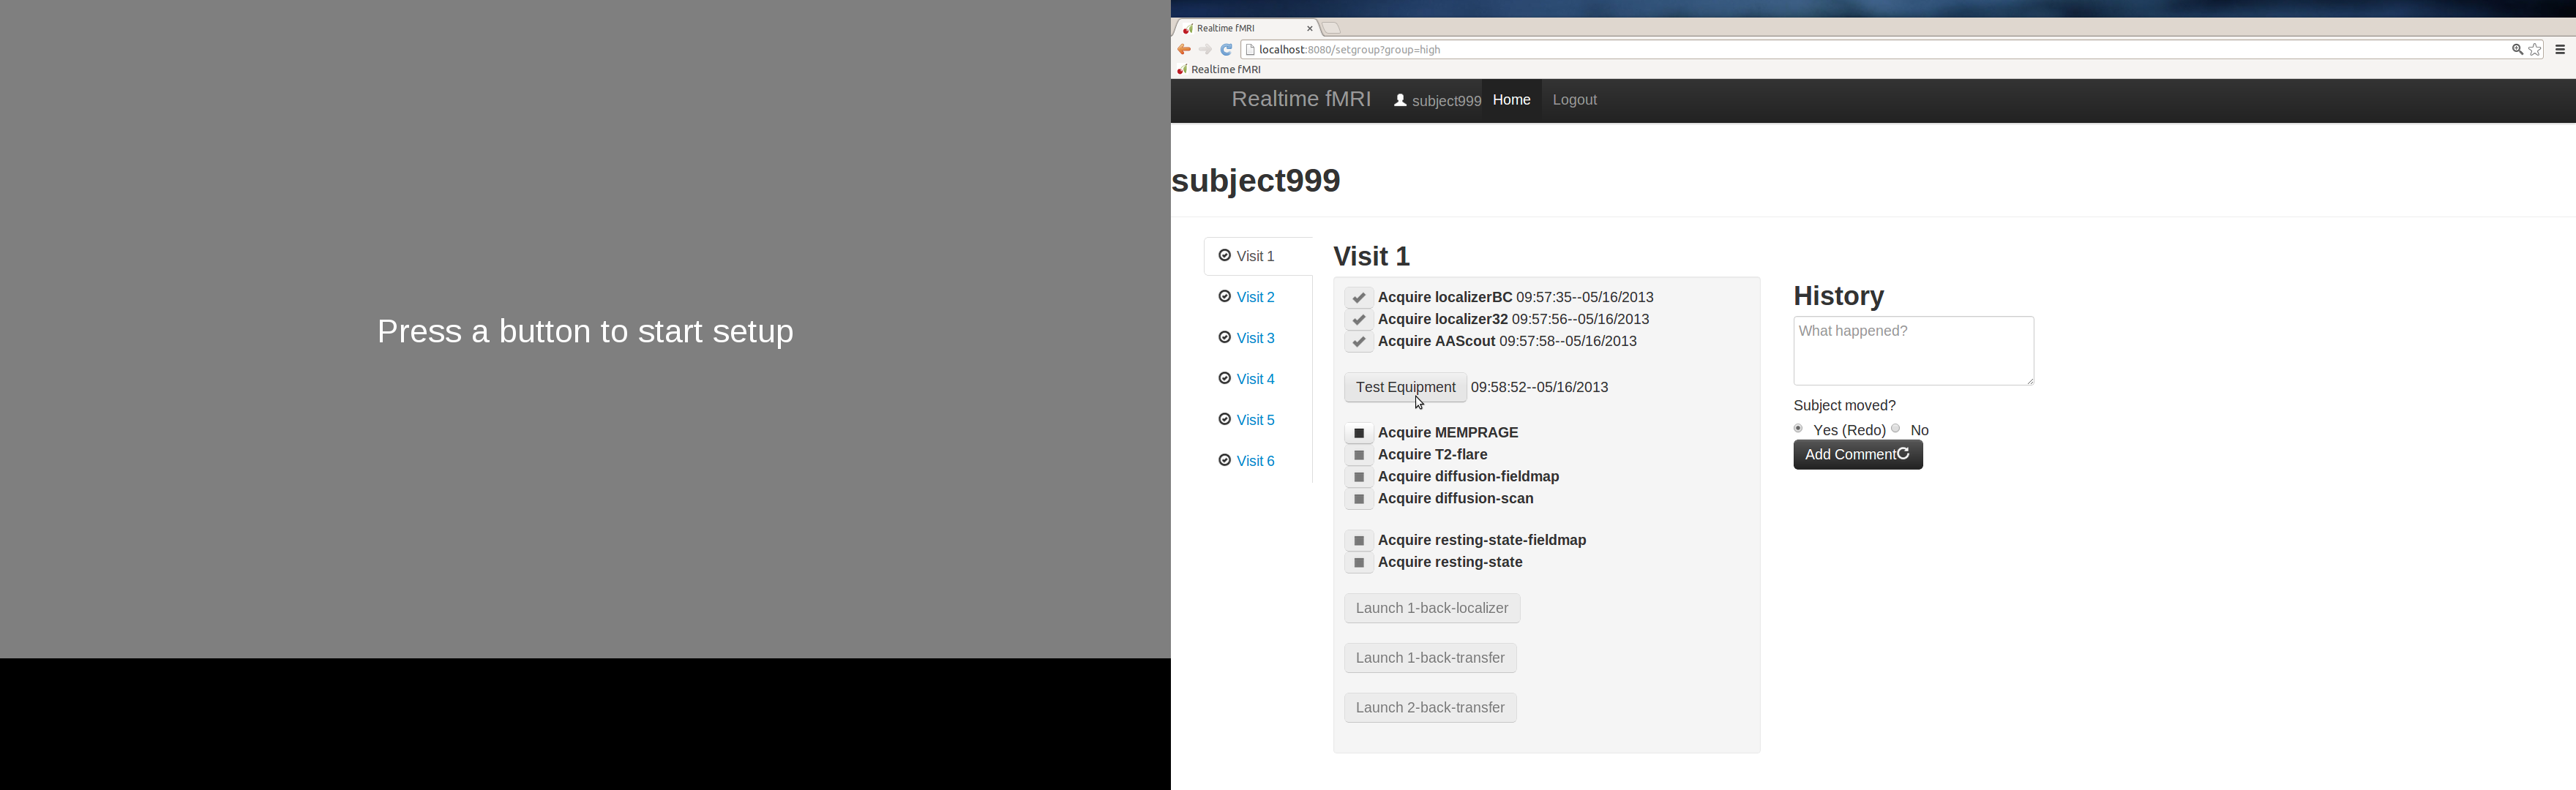 Press a button to start setup
Realtime fMRI
localhost:8080/setgroup?group=high
Realtime fMRI
Realtime fMRI subject999 Home Logout
subject999
Visit 1
Visit 2
Visit 3
Visit 4
Visit 5
Visit 6
Visit 1
Acquire localizerBC 09:57:35--05/16/2013
Acquire localizer32 09:57:56--05/16/2013
Acquire AAScout 09:57:58--05/16/2013
Test Equipment 09:58:52--05/16/2013
Acquire MEMPRAGE
Acquire T2-flare
Acquire diffusion-fieldmap
Acquire diffusion-scan
Acquire resting-state-fieldmap
Acquire resting-state
Launch 1-back-localizer
Launch 1-back-transfer
Launch 2-back-transfer
History
What happened?
Subject moved?
Yes (Redo) No
Add Comment